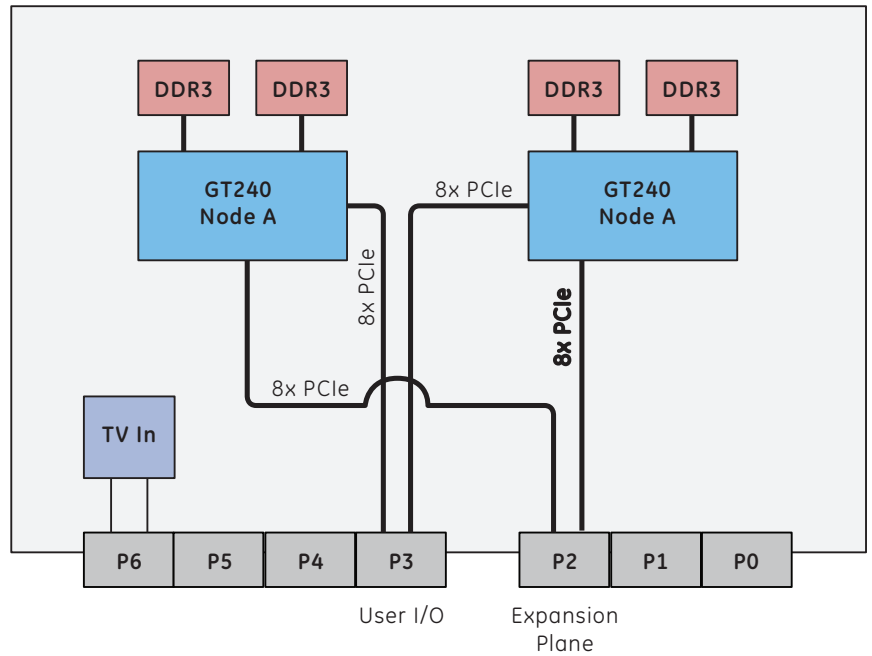 DDR3
DDR3
DDR3
DDR3
GT240
Node A
8x PCIe
GT240
Node A
8x PCIe
8x PCIe
8x PCIe
TV In
P6
P5
P4
P3
P2
P1
P0
User I/O
Expansion
Plane